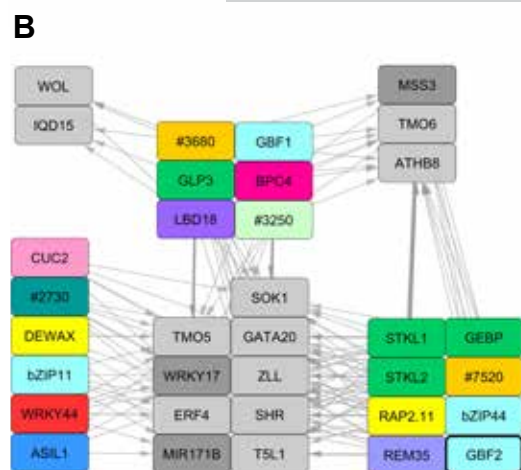 B
WOL
IQD15
#3680
GBF1
GLP3
BPC4
LBD18
#3250
MSS3
TMO6
ATHB8
CUC2
#2730
DEWAX
bZIP11
WRKY44
ASIL1
SOK1
TMO5
GATA20
WRKY17
ZLL
ERF4
SHR
MIR171B
T5L1
STKL1
GEBP
STKL2
#7520
RAP2.11
bZIP44
REM35
GBF2